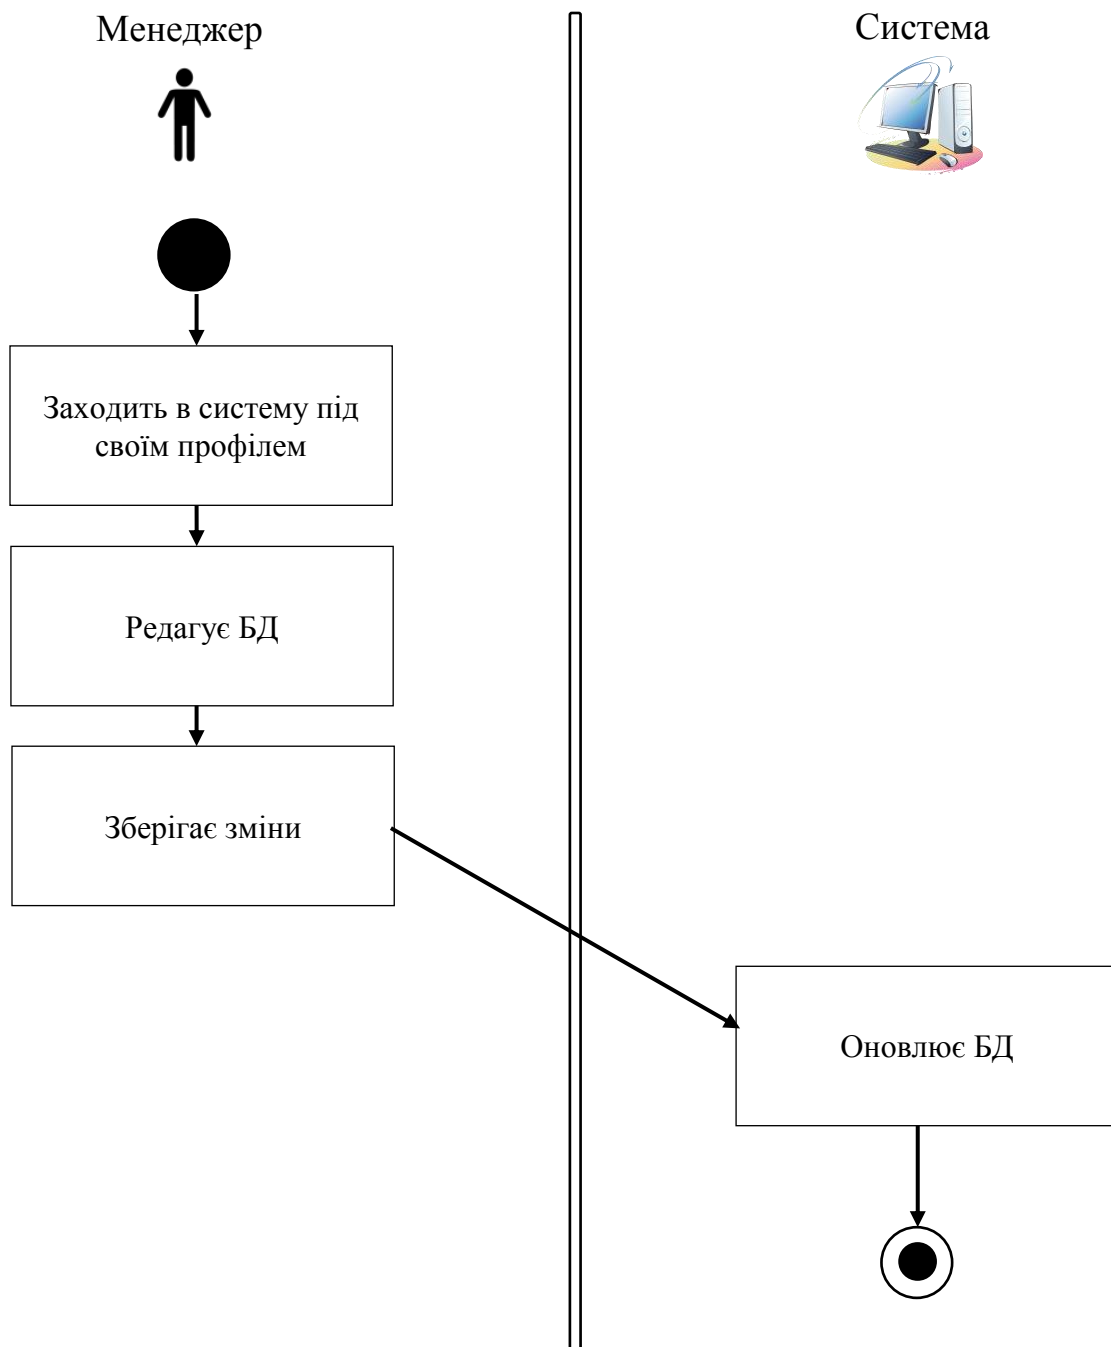 Менеджер
Система
Заходить в систему під
своїм профілем
Редагує БД
Зберігає зміни
Оновлює БД